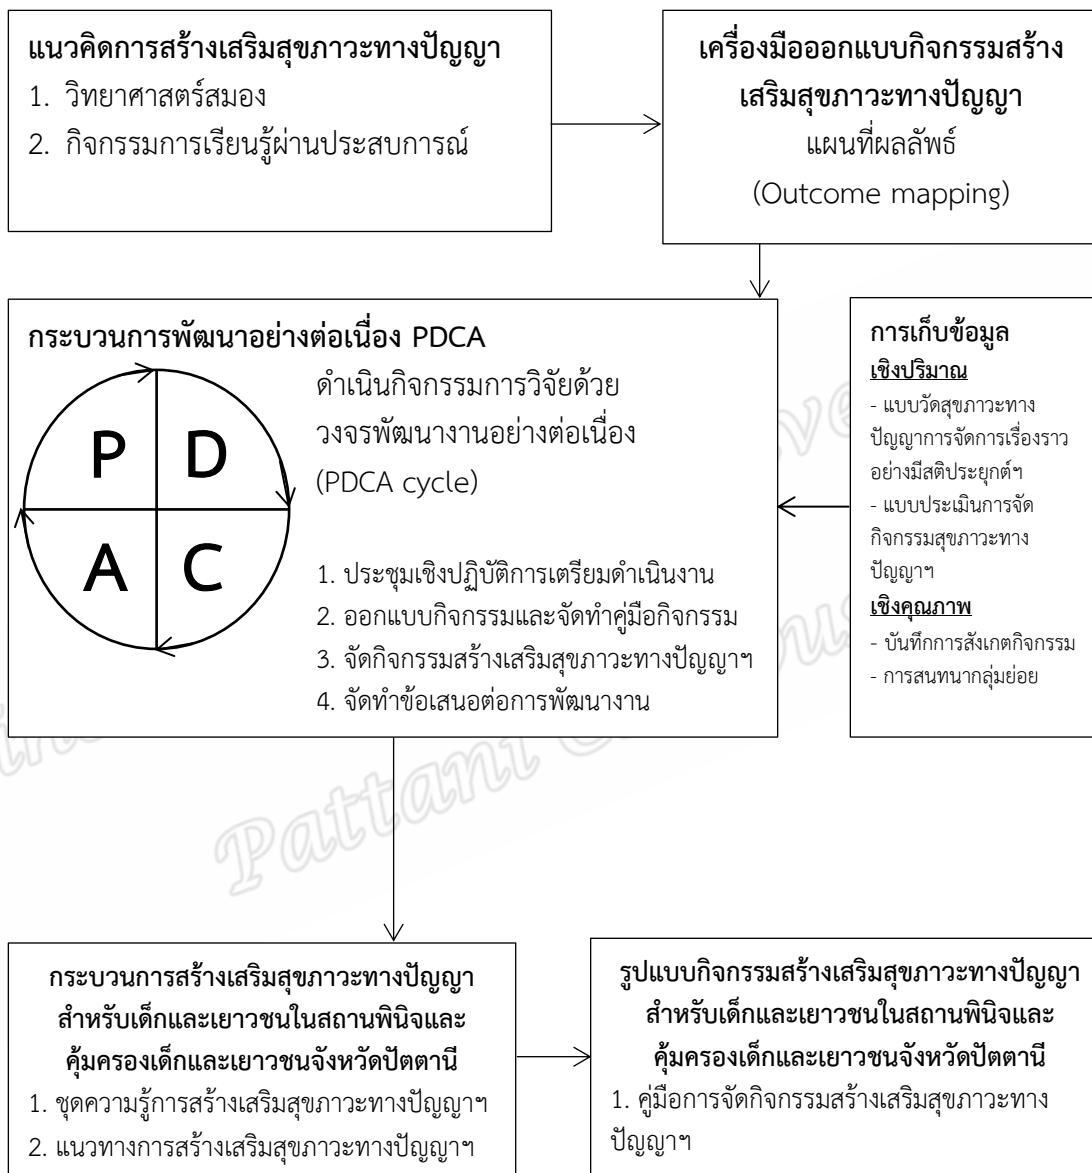 แนวคิดการสร้างเสริมสุขภาวะทางปัญญา
1. วิทยาศาสตร์สมอง
2. กิจกรรมการเรียนรู้ผ่านประสบการณ์
เครื่องมือออกแบบกิจกรรมสร้าง
เสริมสุขภาวะทางปัญญา
แผนที่ผลลัพธ์
(Outcome mapping)
กระบวนการพัฒนาอย่างต่อเนื่อง PDCA
P D
A C
ดำเนินกิจกรรมการวิจัยด้วย
วงจรพัฒนางานอย่างต่อเนื่อง
(PDCA cycle)
1. ประชุมเชิงปฏิบัติการเตรียมดำเนินงาน
2. ออกแบบกิจกรรมและจัดทำคู่มือกิจกรรม
3. จัดกิจกรรมสร้างเสริมสุขภาวะทางปัญญาฯ
4. จัดทำข้อเสนอต่อการพัฒนางาน
การเก็บข้อมูล
เชิงปริมาณ
- แบบวัดสุขภาวะทาง
ปัญญาการจัดการเรื่องราว
อย่างมีสติประยุกต์ฯ
- แบบประเมินการจัด
กิจกรรมสุขภาวะทาง
ปัญญาฯ
เชิงคุณภาพ
- บันทึกการสังเกตกิจกรรม
- การสนทนากลุ่มย่อย
Pattani
กระบวนการสร้างเสริมสุขภาวะทางปัญญา
สำหรับเด็กและเยาวชนในสถานพินิจและ
คุ้มครองเด็กและเยาวชนจังหวัดปัตตานี
1. ชุดความรู้การสร้างเสริมสุขภาวะทางปัญญาฯ
2. แนวทางการสร้างเสริมสุขภาวะทางปัญญาฯ
รูปแบบกิจกรรมสร้างเสริมสุขภาวะทางปัญญา
สำหรับเด็กและเยาวชนในสถานพินิจและ
คุ้มครองเด็กและเยาวชนจังหวัดปัตตานี
1. คู่มือการจัดกิจกรรมสร้างเสริมสุขภาวะทาง
ปัญญาฯ